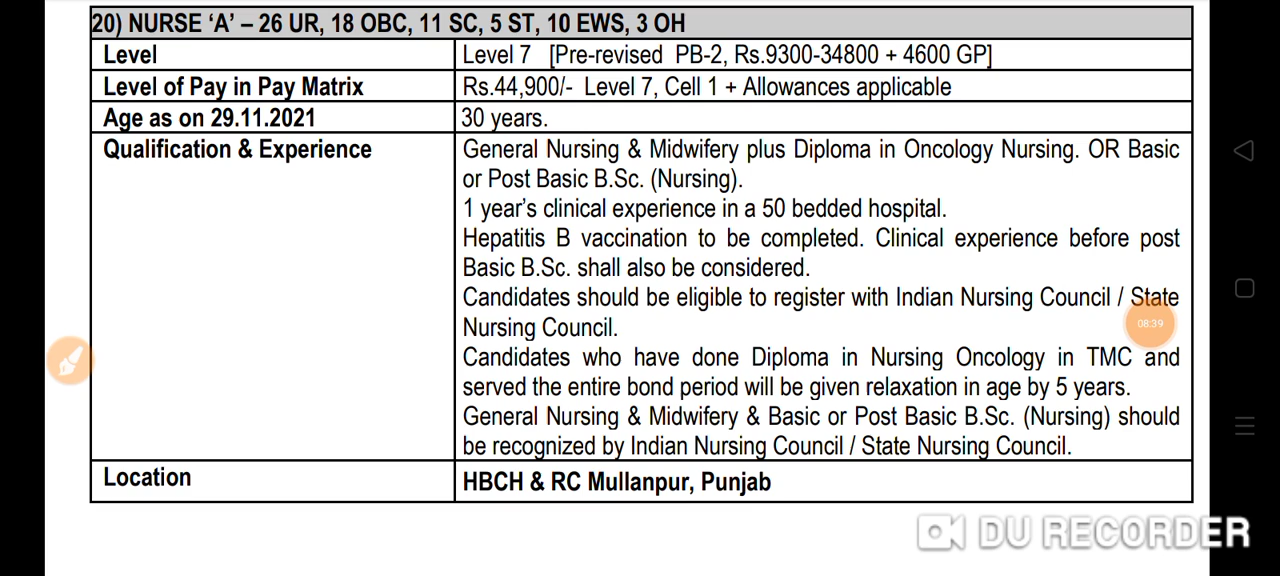 20) NURSE ‘A’ – 26 UR, 18 OBC, 11 SC, 5 ST, 10 EWS, 3 OH
Level
Level 7 [Pre-revised PB-2, Rs.9300-34800 + 4600 GP]
Level of Pay in Pay Matrix
Rs.44,900/- Level 7, Cell 1 + Allowances applicable
Age as on 29.11.2021
30 years.
Qualification & Experience
General Nursing & Midwifery plus Diploma in Oncology Nursing. OR Basic
or Post Basic B.Sc. (Nursing).
1 year’s clinical experience in a 50 bedded hospital.
Hepatitis B vaccination to be completed. Clinical experience before post
Basic B.Sc. shall also be considered.
Candidates should be eligible to register with Indian Nursing Council / State
Nursing Council.
Candidates who have done Diploma in Nursing Oncology in TMC and
served the entire bond period will be given relaxation in age by 5 years.
General Nursing & Midwifery & Basic or Post Basic B.Sc. (Nursing) should
be recognized by Indian Nursing Council / State Nursing Council.
Location
HBCH & RC Mullanpur, Punjab
08:39
DU RECORDER